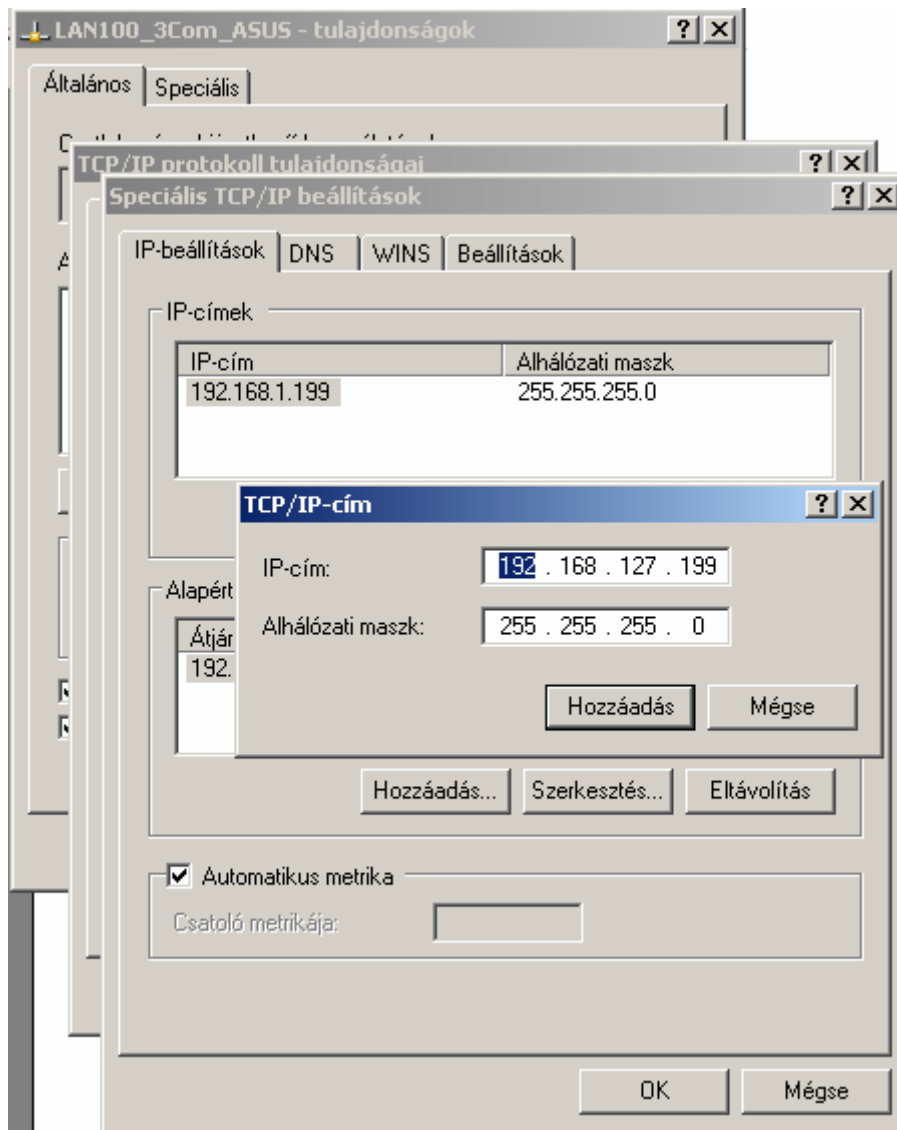 LAN100_3Com_ASUS - tulajdonságok
Általános Speciális
TCP/IP protokoll tulajdonságai
Speciális TCP/IP beállítások
IP-beállítások DNS WINS Beállítások
IP-címek
IP-cím Alhálózati maszk
192.168.1.199 255.255.255.0
TCP/IP-cím
IP-cím: 192 . 168 . 127 . 199
Alhálózati maszk: 255 . 255 . 255 . 0
Hozzáadás Mégse
Alapért
Átjár
192.
Hozzáadás... Szerkesztés... Eltávolítás
Automatikus metrika
Csatoló metrikája:
OK Mégse